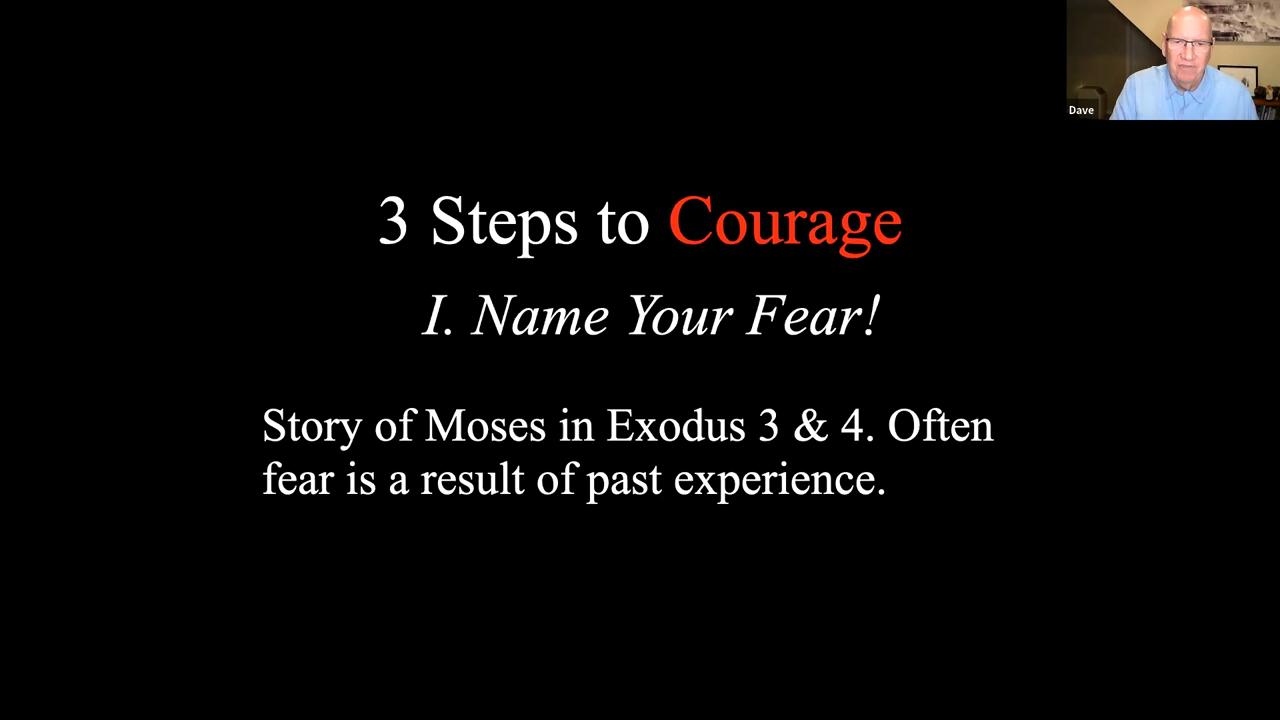 Dave
3 Steps to Courage
I. Name Your Fear!
Story of Moses in Exodus 3 & 4. Often
fear is a result of past experience.